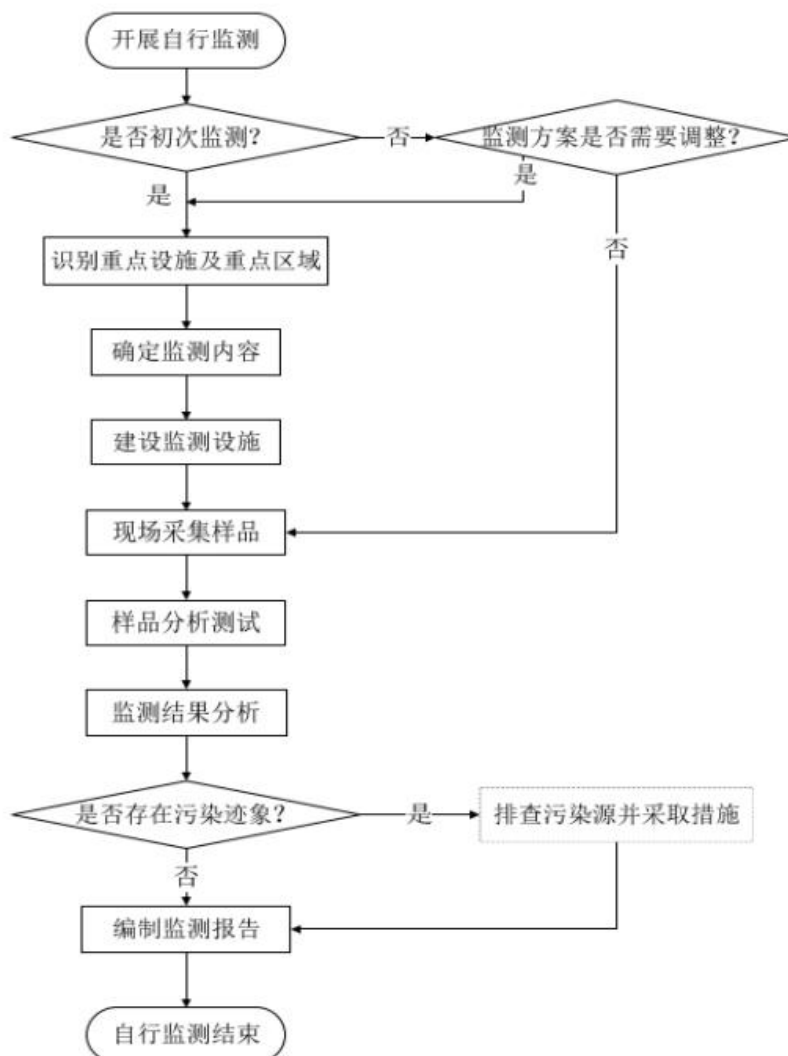 开展自行监测
是否初次监测？
否
监测方案是否需要调整？
是
是
否
识别重点设施及重点区域
确定监测内容
建设监测设施
现场采集样品
样品分析测试
监测结果分析
是否存在污染迹象？
是
排查污染源并采取措施
否
编制监测报告
自行监测结束